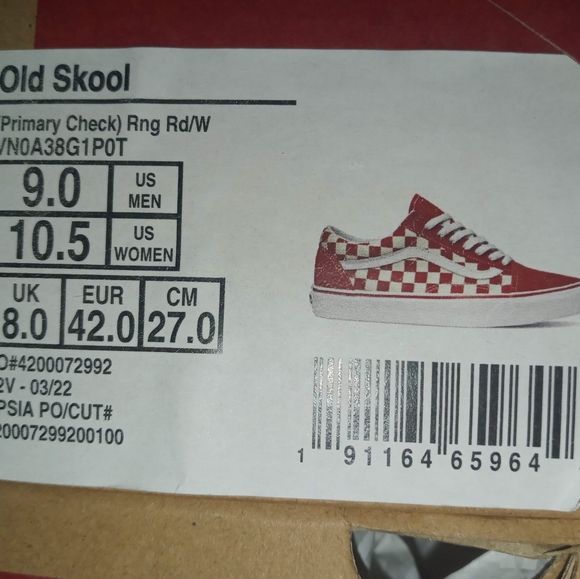 Old Skool
(Primary Check) Rng Rd/W
VN0A38G1P0T
9.0 US MEN
10.5 US WOMEN
UK EUR CM
8.0 42.0 27.0
O#4200072992
2V - 03/22
PSIA PO/CUT#
20007299200100
1 91164 65964